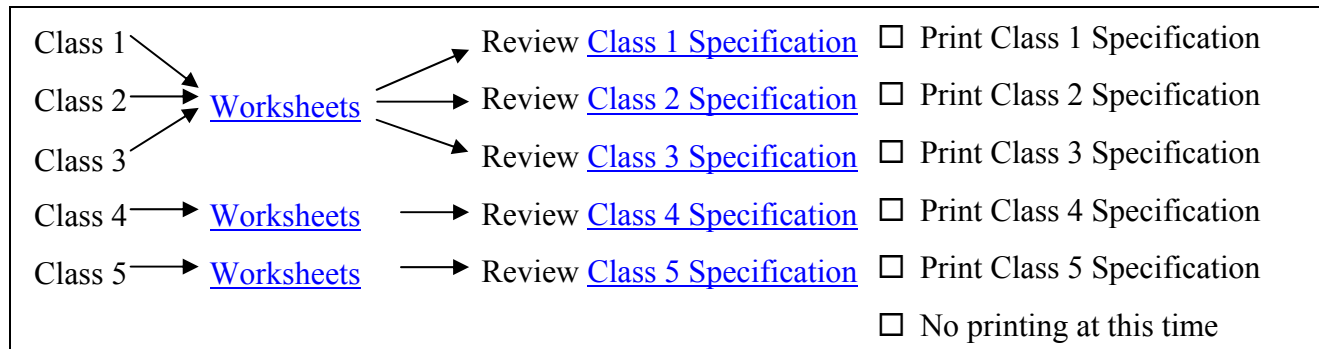 Class 1 Review Class 1 Specification ☐ Print Class 1 Specification
Class 2 Worksheets Review Class 2 Specification ☐ Print Class 2 Specification
Class 3 Review Class 3 Specification ☐ Print Class 3 Specification
Class 4 Worksheets Review Class 4 Specification ☐ Print Class 4 Specification
Class 5 Worksheets Review Class 5 Specification ☐ Print Class 5 Specification
☐ No printing at this time